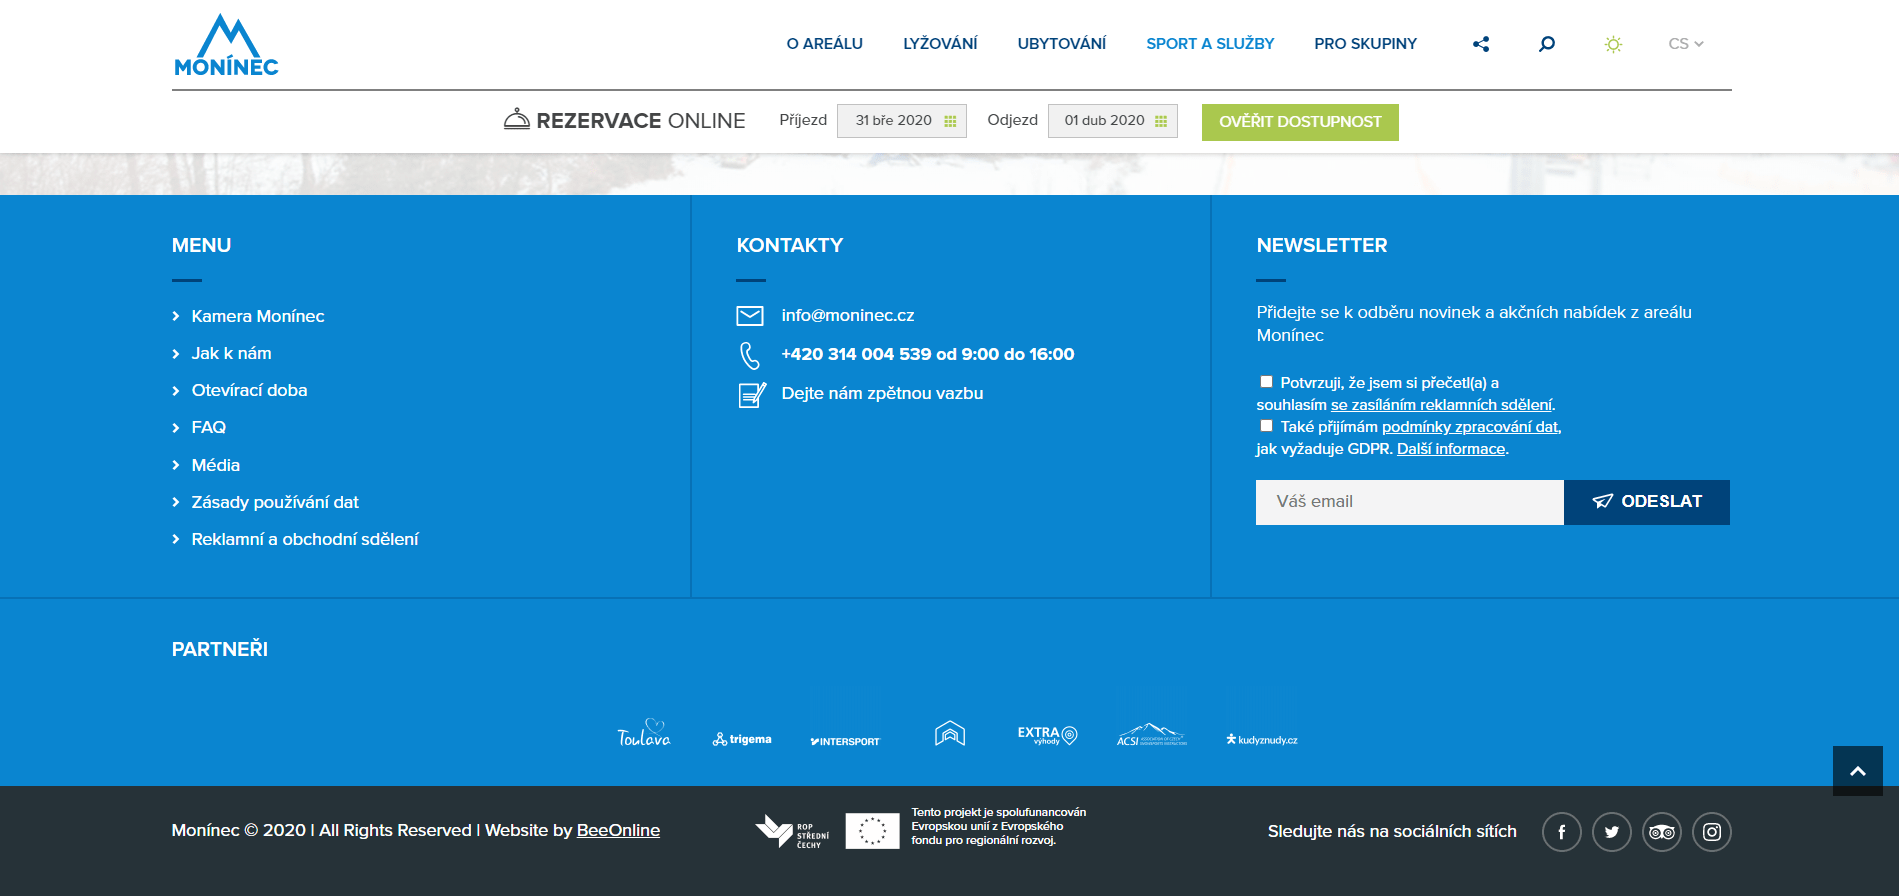 MONÍNEC
O AREÁLU
LYŽOVÁNÍ
UBYTOVÁNÍ
SPORT A SLUŽBY
PRO SKUPINY
CS
REZERVACE ONLINE
Příjezd
31 bře 2020
Odjezd
01 dub 2020
OVĚŘIT DOSTUPNOST
MENU
Kamera Monínec
Jak k nám
Otevírací doba
FAQ
Média
Zásady používání dat
Reklamní a obchodní sdělení
KONTAKTY
info@moninec.cz
+420 314 004 539 od 9:00 do 16:00
Dejte nám zpětnou vazbu
NEWSLETTER
Přidejte se k odběru novinek a akčních nabídek z areálu
Monínec
Potvrzuji, že jsem si přečetl(a) a
souhlasím se zasíláním reklamních sdělení.
Také přijímám podmínky zpracování dat,
jak vyžaduje GDPR. Další informace.
Váš email
ODESLAT
PARTNEŘI
Toulava
trigema
INTERSPORT
EXTRA
výhody
ACSI
kudyznudy.cz
Monínec © 2020 | All Rights Reserved | Website by BeeOnline
ROP
STŘEDNÍ
ČECHY
Tento projekt je spolufunancován
Evropskou unií z Evropského
fondu pro regionální rozvoj.
Sledujte nás na sociálních sítích